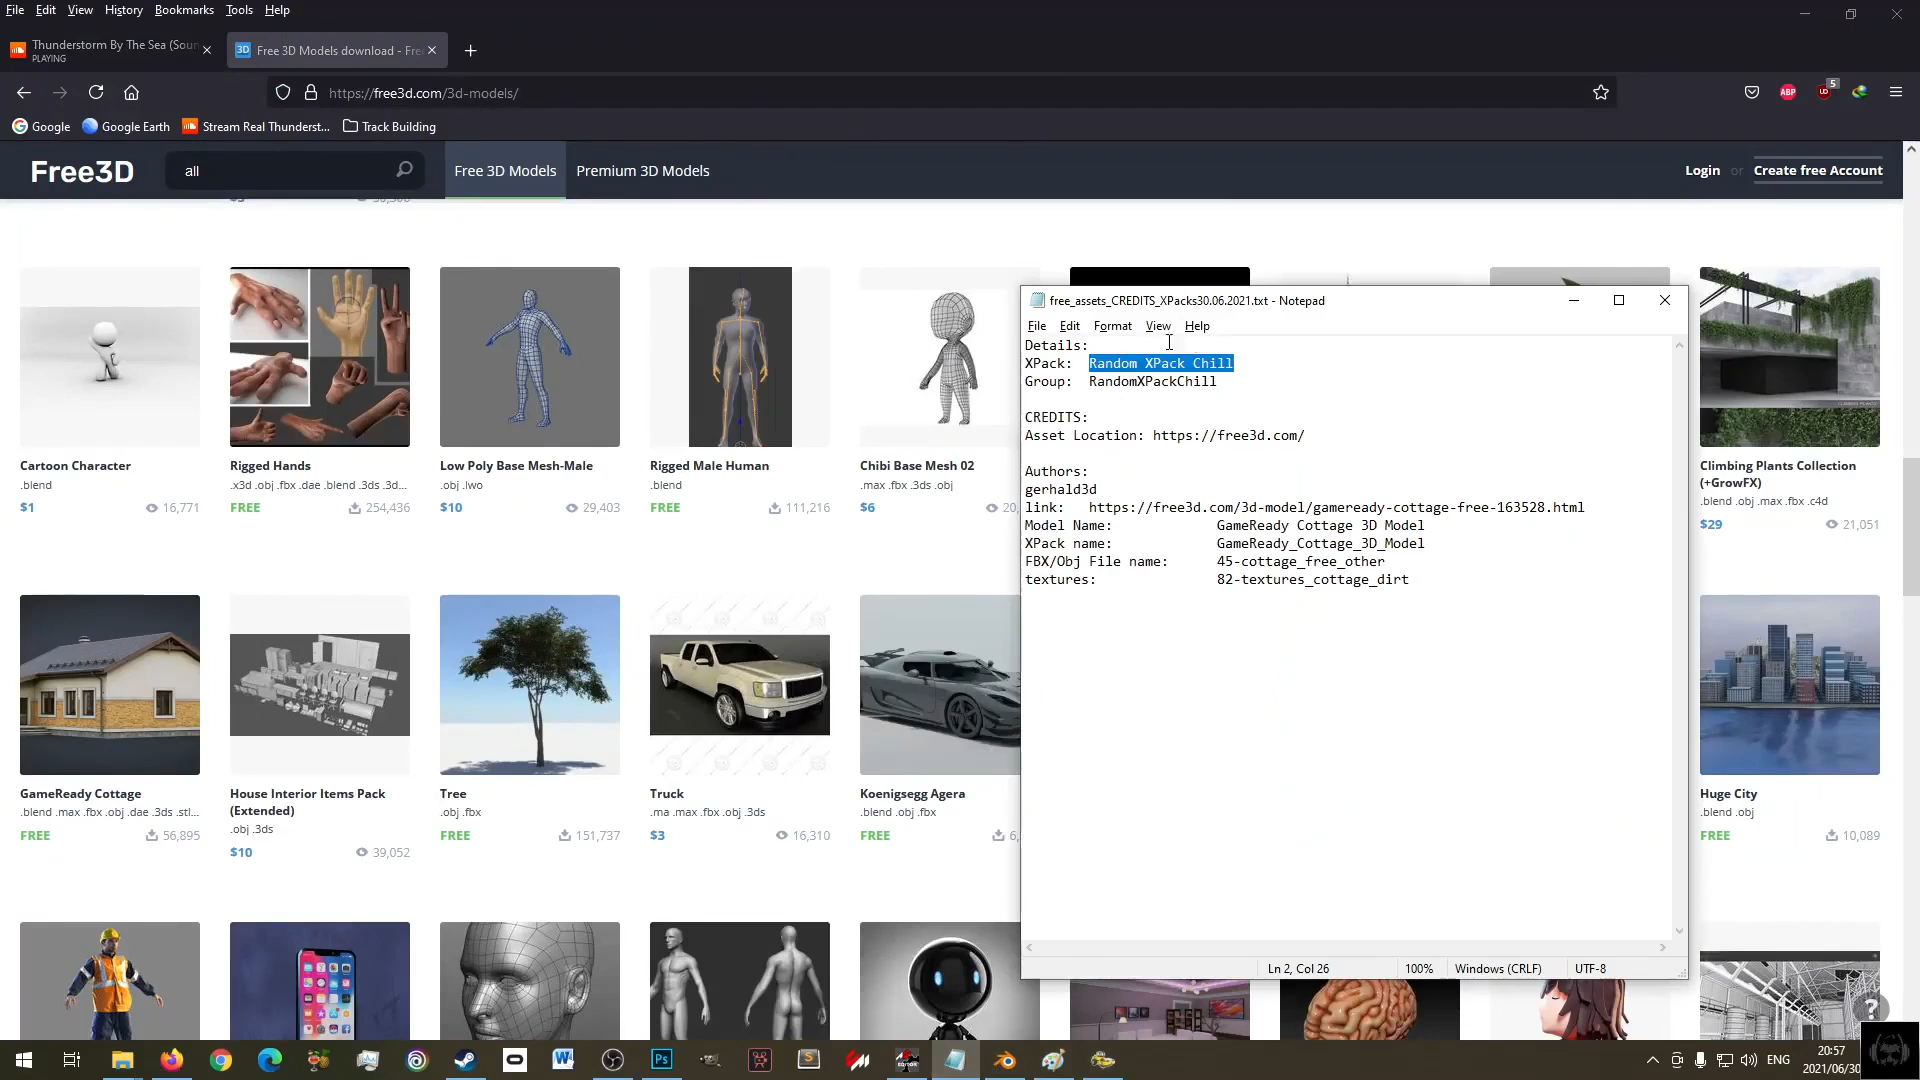 File Edit View History Bookmarks Tools Help
Thunderstorm By The Sea (Soun
PLAYING
3D Free 3D Models download - Fre
https://free3d.com/3d-models/
ABP
UD
5
Google Google Earth Stream Real Thunderst... Track Building
Free3D all Free 3D Models Premium 3D Models Login or Create free Account
Cartoon Character
.blend
$1 16,771
Rigged Hands
.x3d .obj .fbx .dae .blend .3ds .3d...
FREE 254,436
Low Poly Base Mesh-Male
.obj .lwo
$10 29,403
Rigged Male Human
.blend
FREE 111,216
Chibi Base Mesh 02
.max .fbx .3ds .obj
$6 20,
Climbing Plants Collection
(+GrowFX)
.blend .obj .max .fbx .c4d
$29 21,051
free_assets_CREDITS_XPacks30.06.2021.txt - Notepad
File Edit Format View Help
Details:
XPack: Random XPack Chill
Group: RandomXPackChill
CREDITS:
Asset Location: https://free3d.com/
Authors:
gerhald3d
link: https://free3d.com/3d-model/gameready-cottage-free-163528.html
Model Name: GameReady Cottage 3D Model
XPack name: GameReady_Cottage_3D_Model
FBX/Obj File name: 45-cottage_free_other
textures: 82-textures_cottage_dirt
Ln 2, Col 26 100% Windows (CRLF) UTF-8
GameReady Cottage
.blend .max .fbx .obj .dae .3ds .stl...
FREE 56,895
House Interior Items Pack
(Extended)
.obj .3ds
$10 39,052
Tree
.obj .fbx
FREE 151,737
Truck
.ma .max .fbx .obj .3ds
$3 16,310
Koenigsegg Agera
.blend .obj .fbx
FREE 6,
Huge City
.blend .obj
FREE 10,089
?
Ps
ENG
20:57
2021/06/30